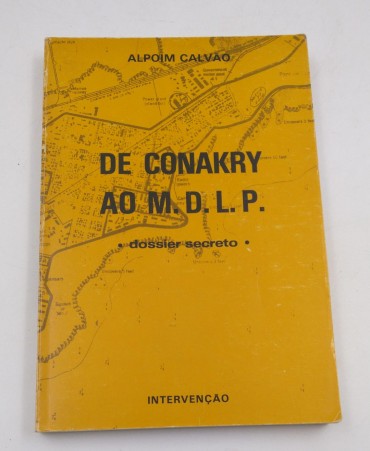 ALPOIM CALVÃO
DE CONAKRY
AO M.D.L.P.
• dossier secreto •
INTERVENÇÃO